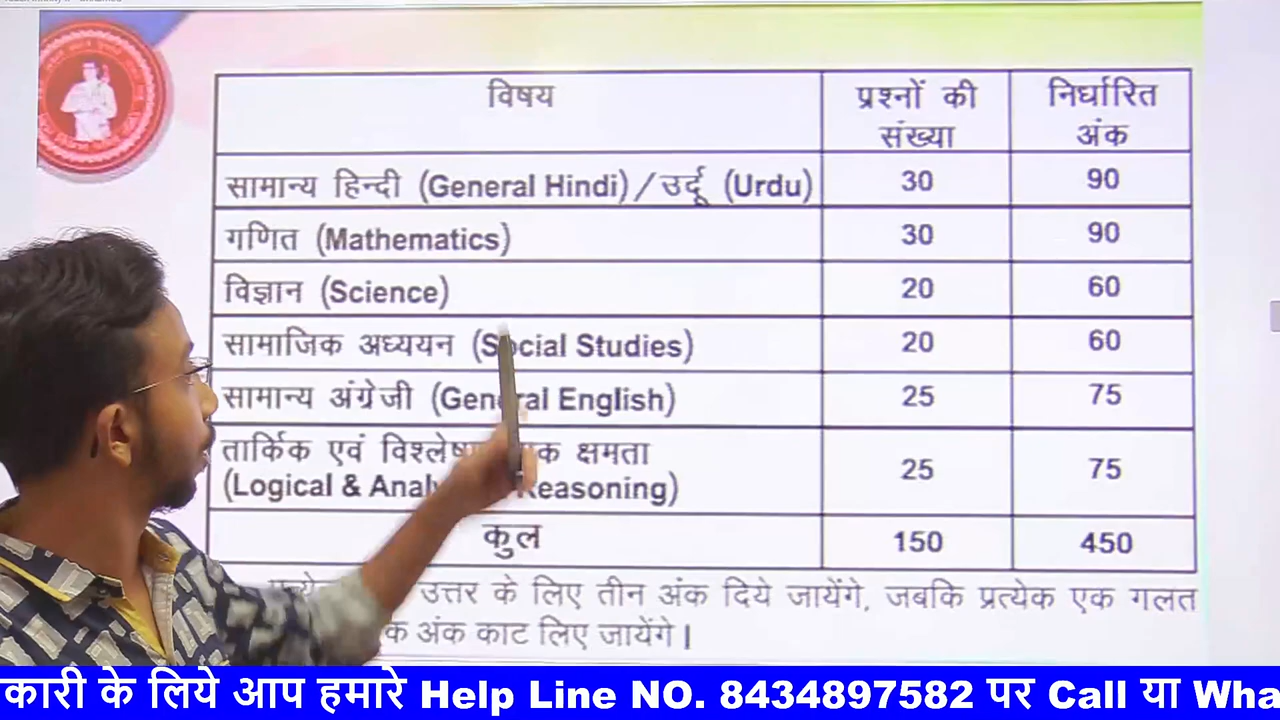 विषय प्रश्नों की संख्या निर्धारित अंक
सामान्य हिन्दी (General Hindi) / उर्दू (Urdu) 30 90
गणित (Mathematics) 30 90
विज्ञान (Science) 20 60
सामाजिक अध्ययन (Social Studies) 20 60
सामान्य अंग्रेजी (General English) 25 75
तार्किक एवं क्षमता
(Logical & Reasoning) 25 75
कुल 150 450
उत्तर के लिए तीन अंक दिये जायेंगे, जबकि प्रत्येक एक गलत
अंक काट लिए जायेंगे।
कारी के लिये आप हमारे Help Line NO. 8434897582 पर Call या Wha